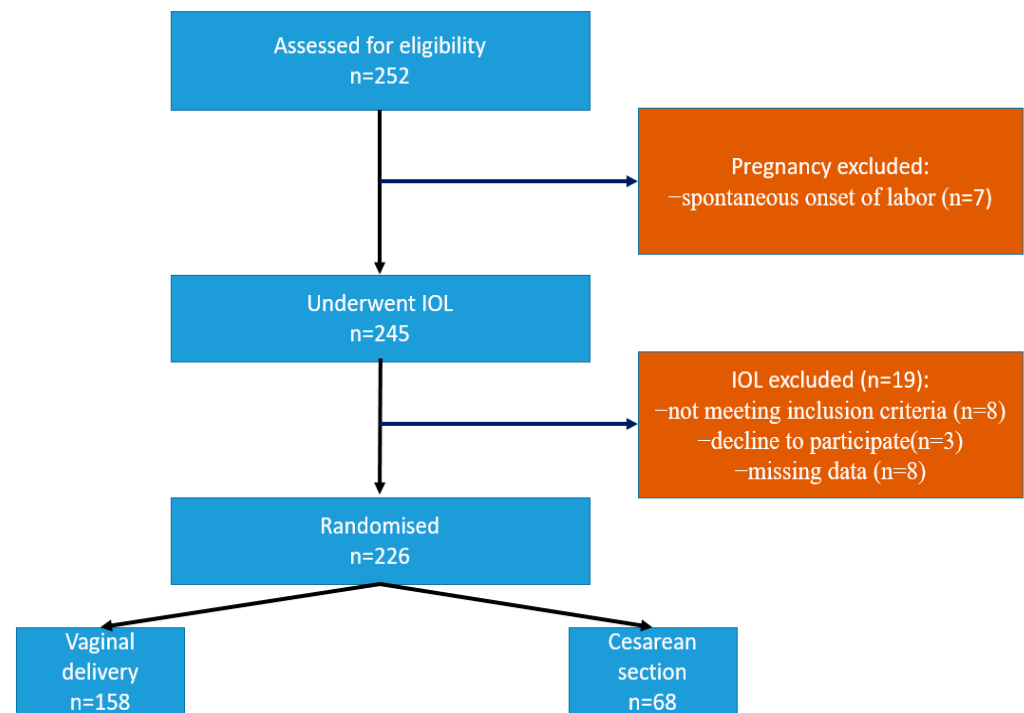 Assessed for eligibility
n=252
Pregnancy excluded:
−spontaneous onset of labor (n=7)
Underwent IOL
n=245
IOL excluded (n=19):
−not meeting inclusion criteria (n=8)
−decline to participate(n=3)
−missing data (n=8)
Randomised
n=226
Vaginal
delivery
n=158
Cesarean
section
n=68